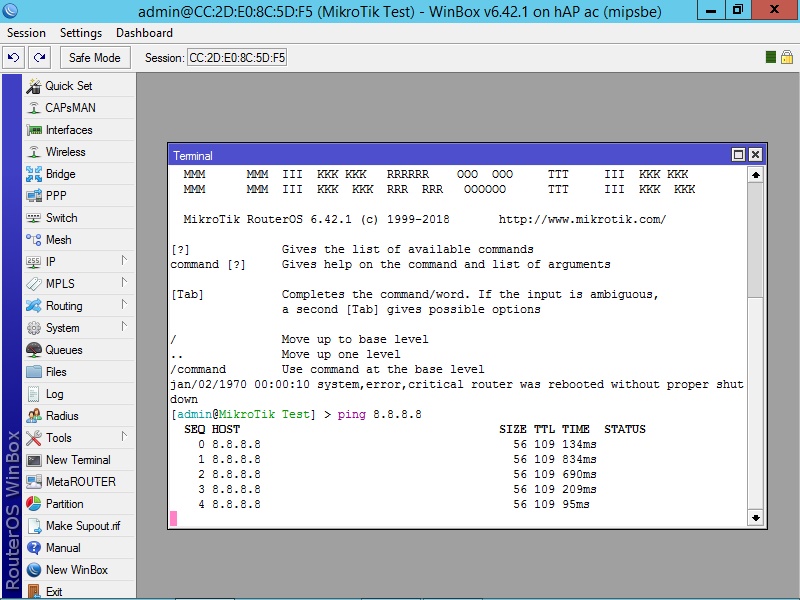 admin@CC:2D:E0:8C:5D:F5 (MikroTik Test) - WinBox v6.42.1 on hAP ac (mipsbe)
Session Settings Dashboard
Safe Mode Session: CC:2D:E0:8C:5D:F5
Quick Set
CAPsMAN
Interfaces
Wireless
Bridge
PPP
Switch
Mesh
IP
MPLS
Routing
System
Queues
Files
Log
Radius
Tools
New Terminal
MetaROUTER
Partition
Make Supout.rif
Manual
New WinBox
Exit
RouterOS WinBox
Terminal
MMM MMM III KKK KKK RRRRRR OOO OOO TTT III KKK KKK
MMM MMM III KKK KKK RRR RRR OOOOOO TTT III KKK KKK
MikroTik RouterOS 6.42.1 (c) 1999-2018 http://www.mikrotik.com/
[?] Gives the list of available commands
command [?] Gives help on the command and list of arguments
[Tab] Completes the command/word. If the input is ambiguous,
a second [Tab] gives possible options
/ Move up to base level
.. Move up one level
/command Use command at the base level
jan/02/1970 00:00:10 system,error,critical router was rebooted without proper shut
down
[admin@MikroTik Test] > ping 8.8.8.8
SEQ HOST SIZE TTL TIME STATUS
0 8.8.8.8 56 109 134ms
1 8.8.8.8 56 109 834ms
2 8.8.8.8 56 109 690ms
3 8.8.8.8 56 109 209ms
4 8.8.8.8 56 109 95ms